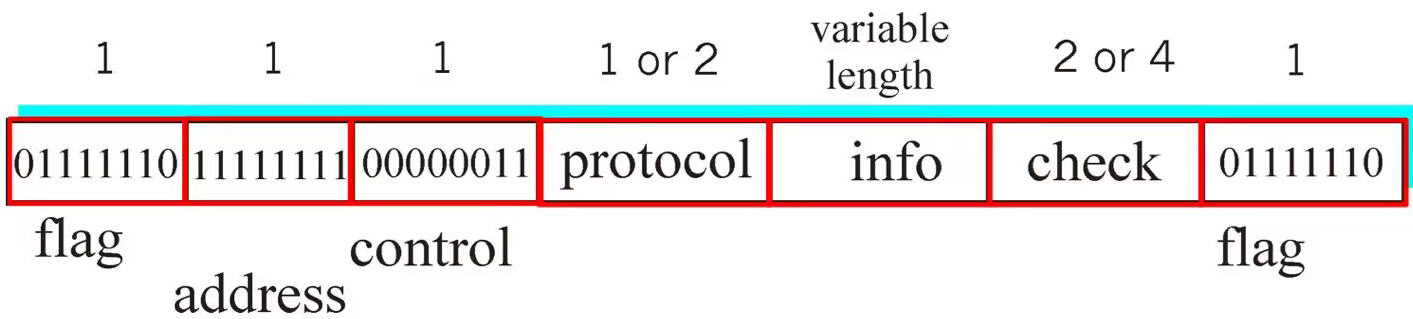 1 1 1 1 or 2 variable length 2 or 4 1
01111110 11111111 00000011 protocol info check 01111110
flag address control flag